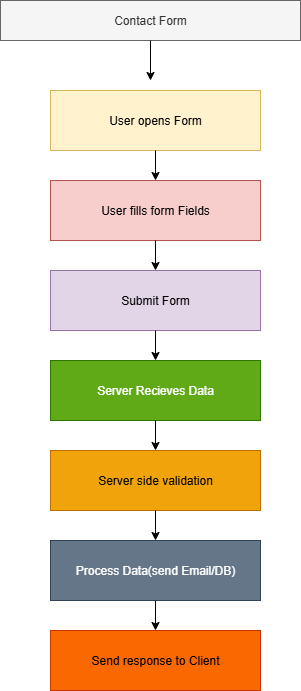 Contact Form
User opens Form
User fills form Fields
Submit Form
Server Recieves Data
Server side validation
Process Data(send Email/DB)
Send response to Client